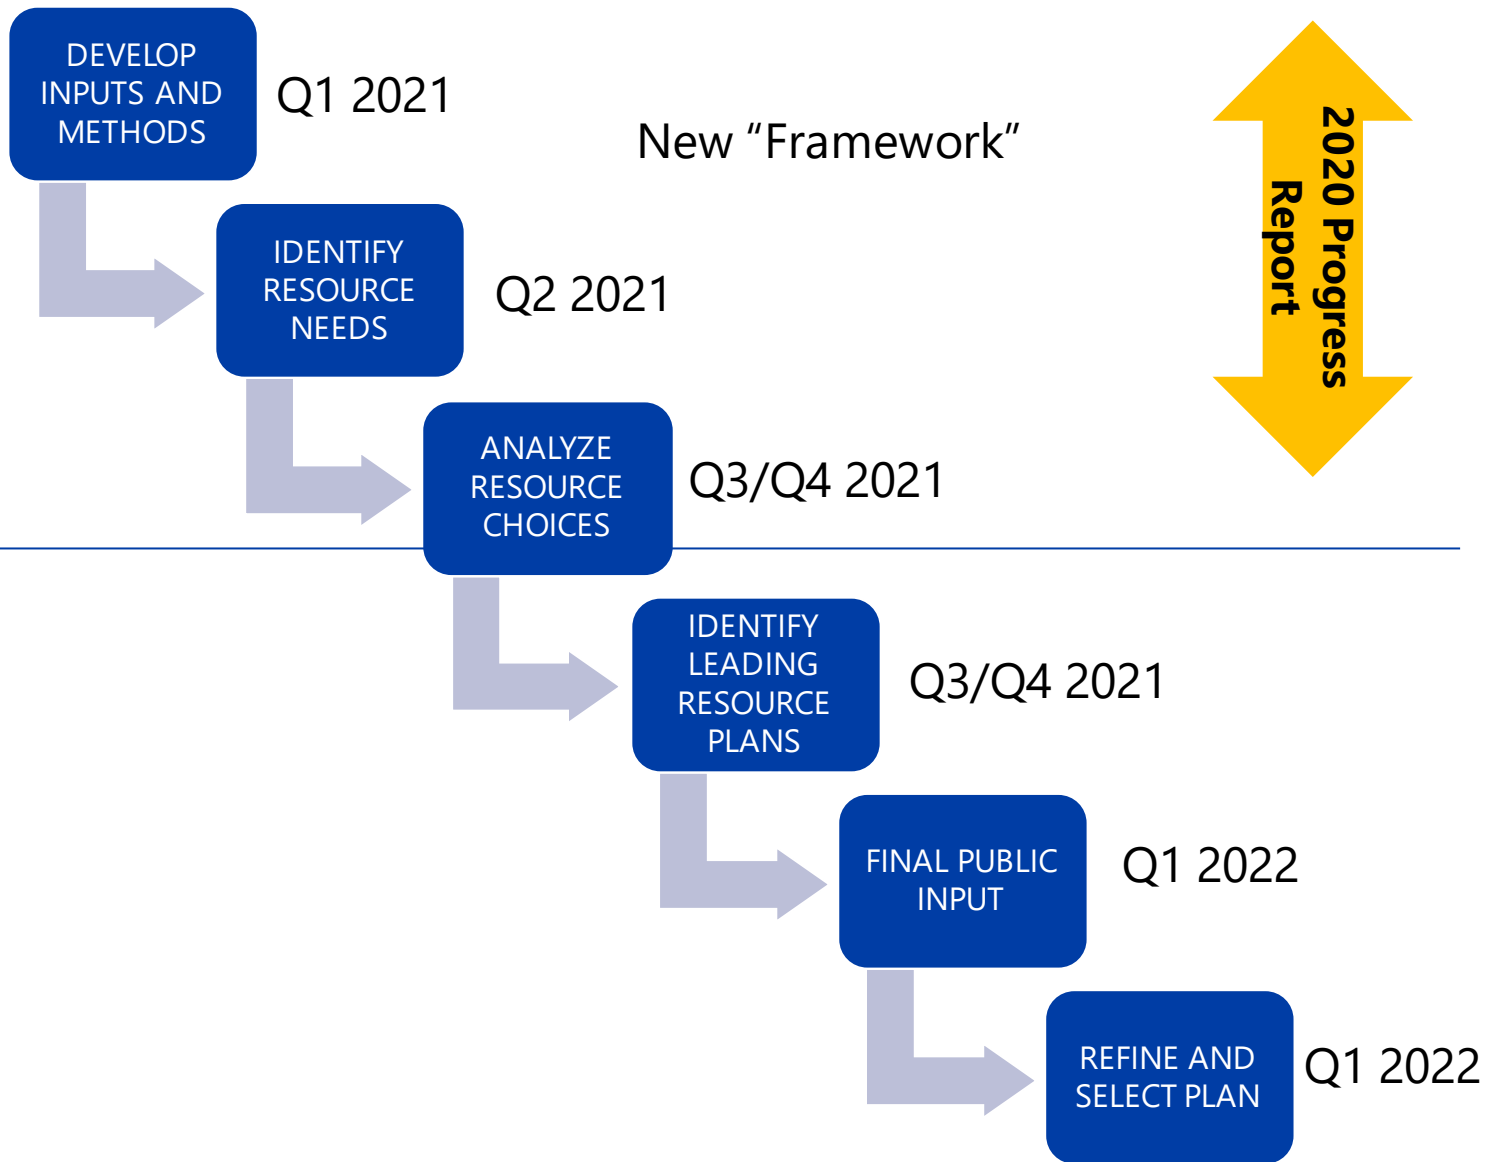 DEVELOP
INPUTS AND
METHODS
Q1 2021
New “Framework”
2020 Progress
Report
IDENTIFY
RESOURCE
NEEDS
Q2 2021
ANALYZE
RESOURCE
CHOICES
Q3/Q4 2021
IDENTIFY
LEADING
RESOURCE
PLANS
Q3/Q4 2021
FINAL PUBLIC
INPUT
Q1 2022
REFINE AND
SELECT PLAN
Q1 2022